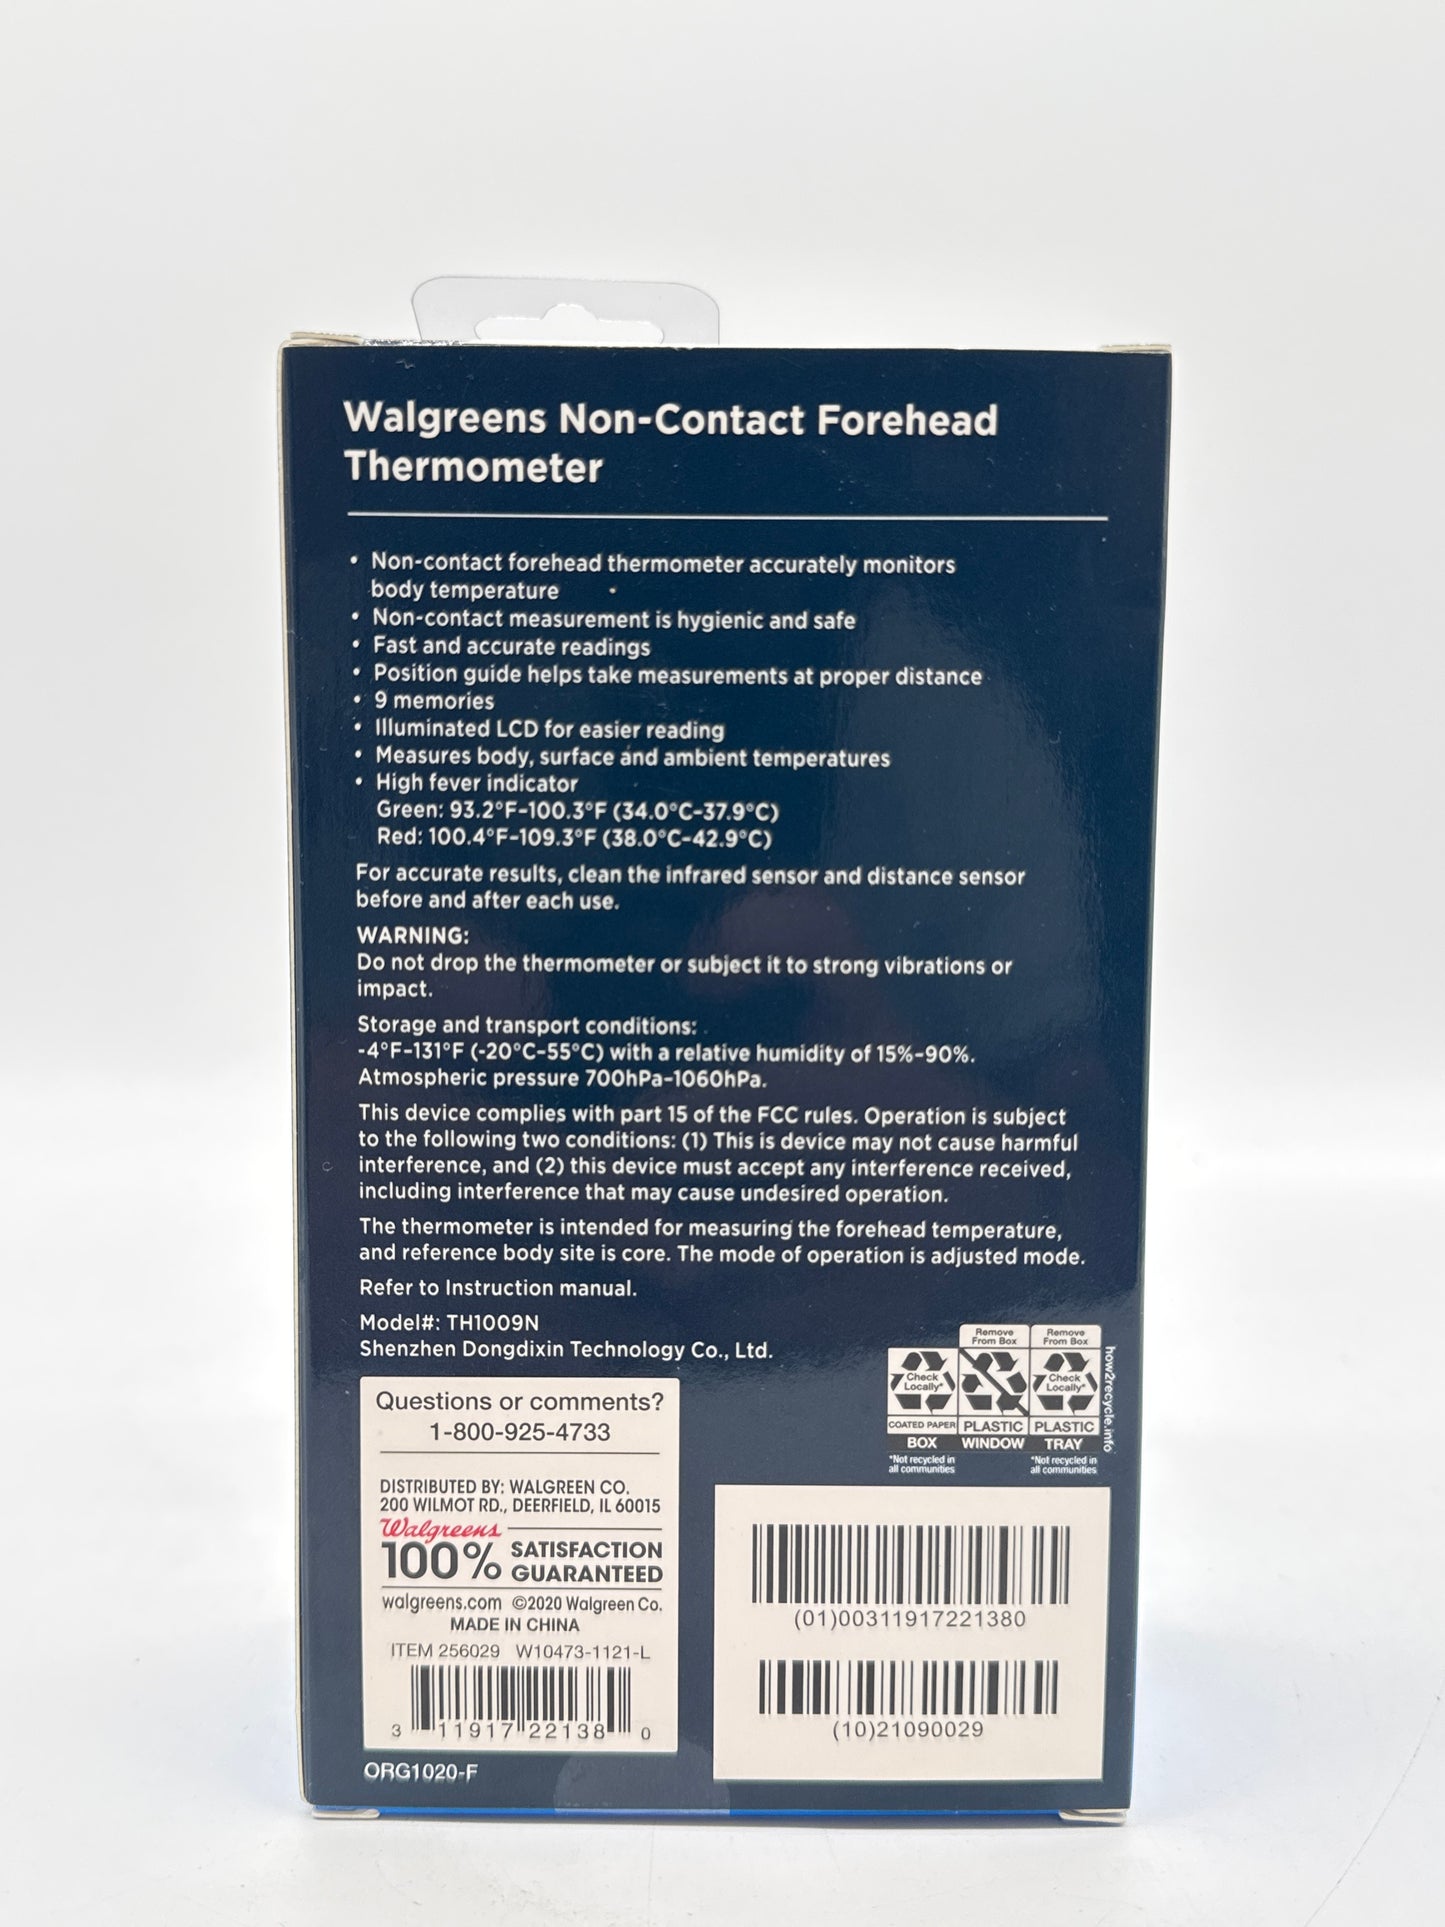 Walgreens Non-Contact Forehead
Thermometer
• Non-contact forehead thermometer accurately monitors
body temperature
• Non-contact measurement is hygienic and safe
• Fast and accurate readings
• Position guide helps take measurements at proper distance
• 9 memories
• Illuminated LCD for easier reading
• Measures body, surface and ambient temperatures
• High fever indicator
Green: 93.2°F-100.3°F (34.0°C-37.9°C)
Red: 100.4°F-109.3°F (38.0°C-42.9°C)
For accurate results, clean the infrared sensor and distance sensor
before and after each use.
WARNING:
Do not drop the thermometer or subject it to strong vibrations or
impact.
Storage and transport conditions:
-4°F-131°F (-20°C-55°C) with a relative humidity of 15%-90%.
Atmospheric pressure 700hPa-1060hPa.
This device complies with part 15 of the FCC rules. Operation is subject
to the following two conditions: (1) This is device may not cause harmful
interference, and (2) this device must accept any interference received,
including interference that may cause undesired operation.
The thermometer is intended for measuring the forehead temperature,
and reference body site is core. The mode of operation is adjusted mode.
Refer to Instruction manual.
Model#: TH1009N
Shenzhen Dongdixin Technology Co., Ltd.
Questions or comments?
1-800-925-4733
DISTRIBUTED BY: WALGREEN CO.
200 WILMOT RD., DEERFIELD, IL 60015
Walgreens
100% SATISFACTION
GUARANTEED
walgreens.com ©2020 Walgreen Co.
MADE IN CHINA
ITEM 256029 W10473-1121-L
3 11917 22138 0
ORG1020-F
Remove
From Box
Remove
From Box
Check
Locally*
Check
Locally*
COATED PAPER PLASTIC PLASTIC
BOX WINDOW TRAY
*Not recycled in
all communities
*Not recycled in
all communities
how2recycle.info
(01)00311917221380
(10)21090029